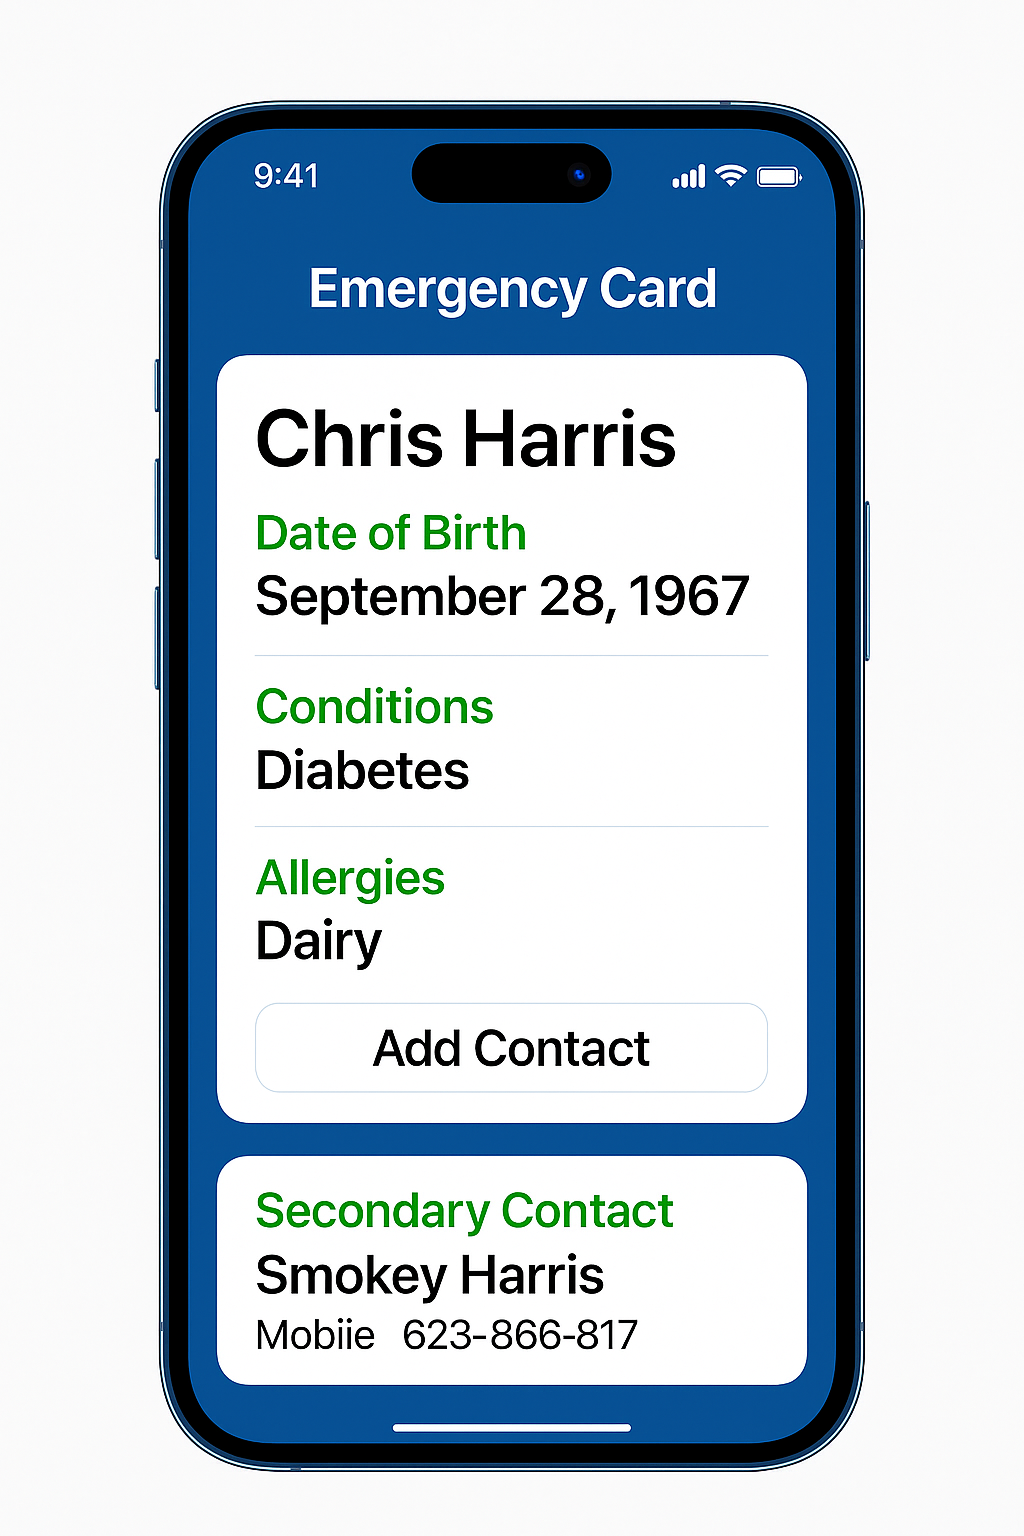 9:41
Emergency Card
Chris Harris
Date of Birth
September 28, 1967
Conditions
Diabetes
Allergies
Dairy
Add Contact
Secondary Contact
Smokey Harris
Mobiie 623-866-817